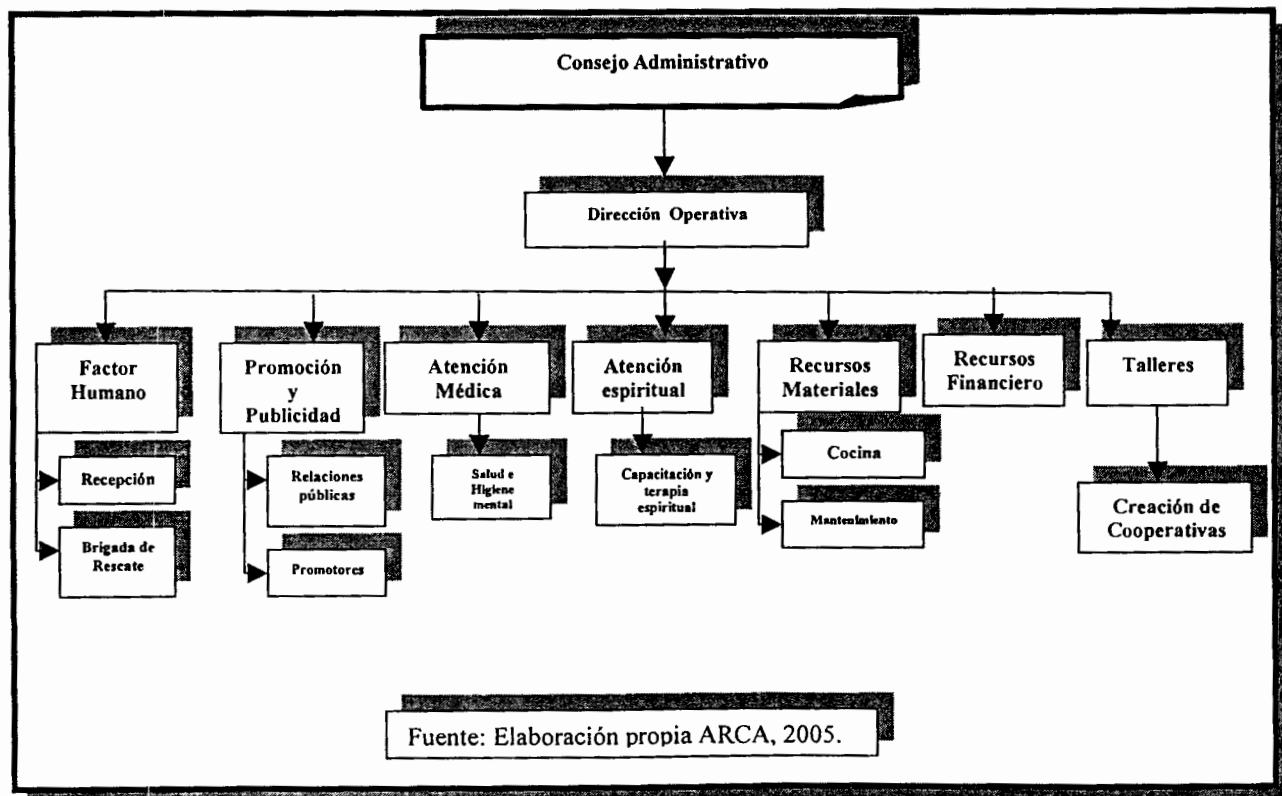 Consejo Administrativo
Dirección Operativa
Factor
Humano
Promoción
y
Publicidad
Atención
Médica
Atención
espiritual
Recursos
Materiales
Recursos
Financiero
Talleres
Recepción
Brigada de
Rescate
Relaciones
públicas
Promotores
Salud e
Higiene
mental
Capacitación y
terapia
espiritual
Cocina
Mantenimiento
Creación de
Cooperativas
Fuente: Elaboración propia ARCA, 2005.